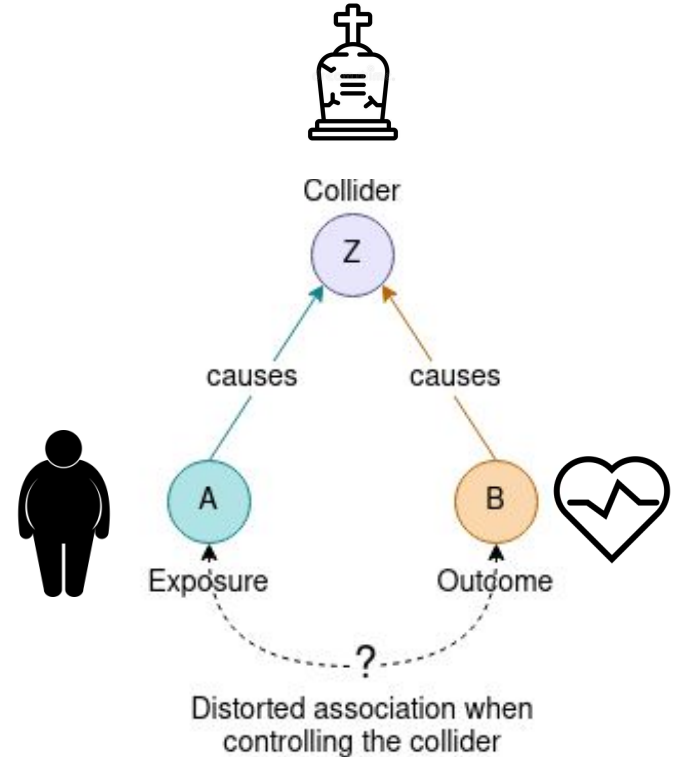 Collider
Z
causes
causes
A
B
Exposure
Outcome
?
Distorted association when
controlling the collider